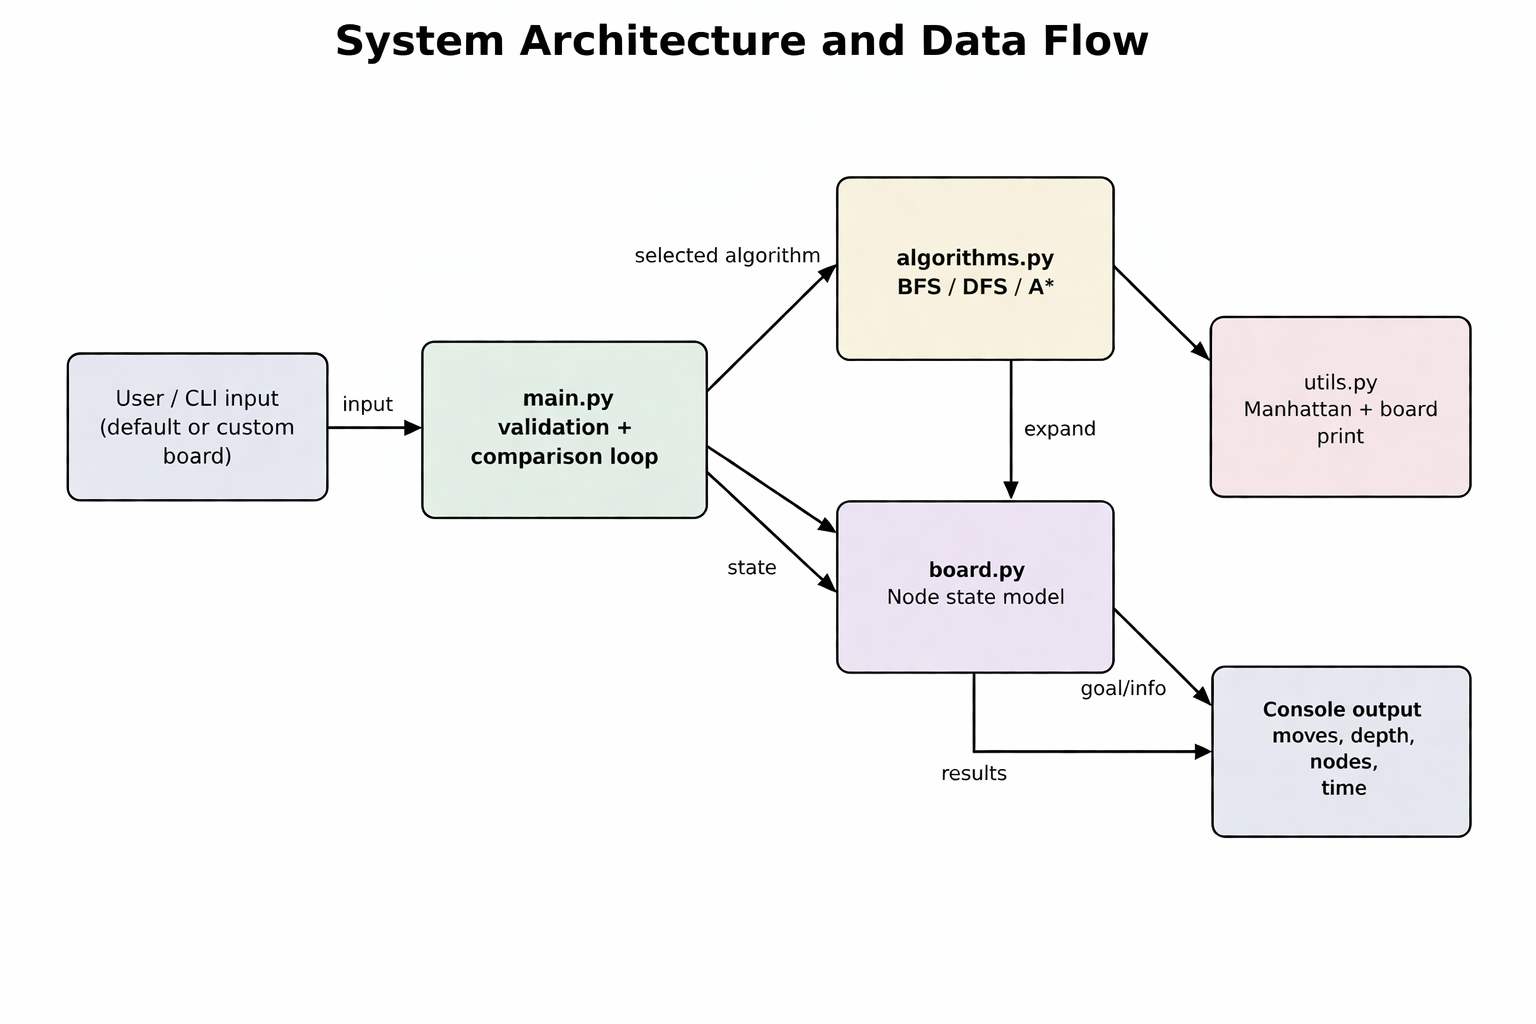 System Architecture and Data Flow
selected algorithm
algorithms.py
BFS / DFS / A*
User / CLI input
(default or custom
board)
input
main.py
validation +
comparison loop
utils.py
Manhattan + board
print
expand
state
board.py
Node state model
goal/info
results
Console output
moves, depth,
nodes,
time